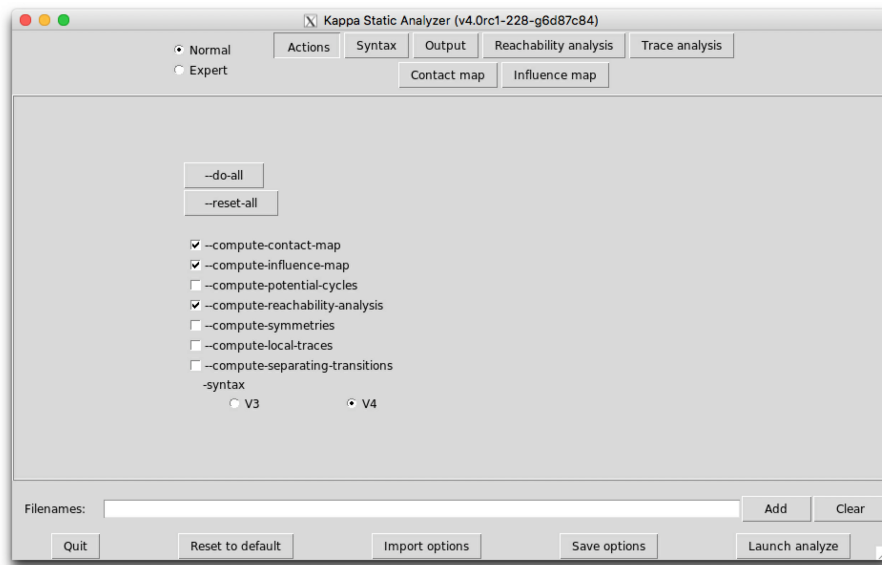 Kappa Static Analyzer (v4.0rc1-228-g6d87c84)
Normal
Expert
Actions Syntax Output Reachability analysis Trace analysis
Contact map Influence map
--do-all
--reset-all
--compute-contact-map
--compute-influence-map
--compute-potential-cycles
--compute-reachability-analysis
--compute-symmetries
--compute-local-traces
--compute-separating-transitions
-syntax
V3 V4
Filenames: Add Clear
Quit Reset to default Import options Save options Launch analyze